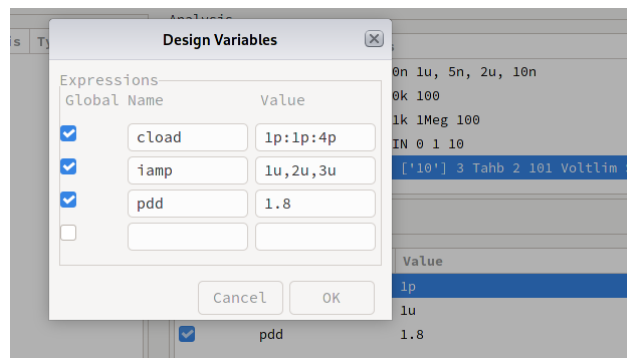 Analysis
is Ty
Design Variables
Expressions
Global Name Value
cload 1p:1p:4p
iamp 1u,2u,3u
pdd 1.8
Cancel OK
0n 1u, 5n, 2u, 10n
0k 100
1k 1Meg 100
IN 0 1 10
['10'] 3 Tahb 2 101 Voltlim
Value
1p
1u
pdd 1.8